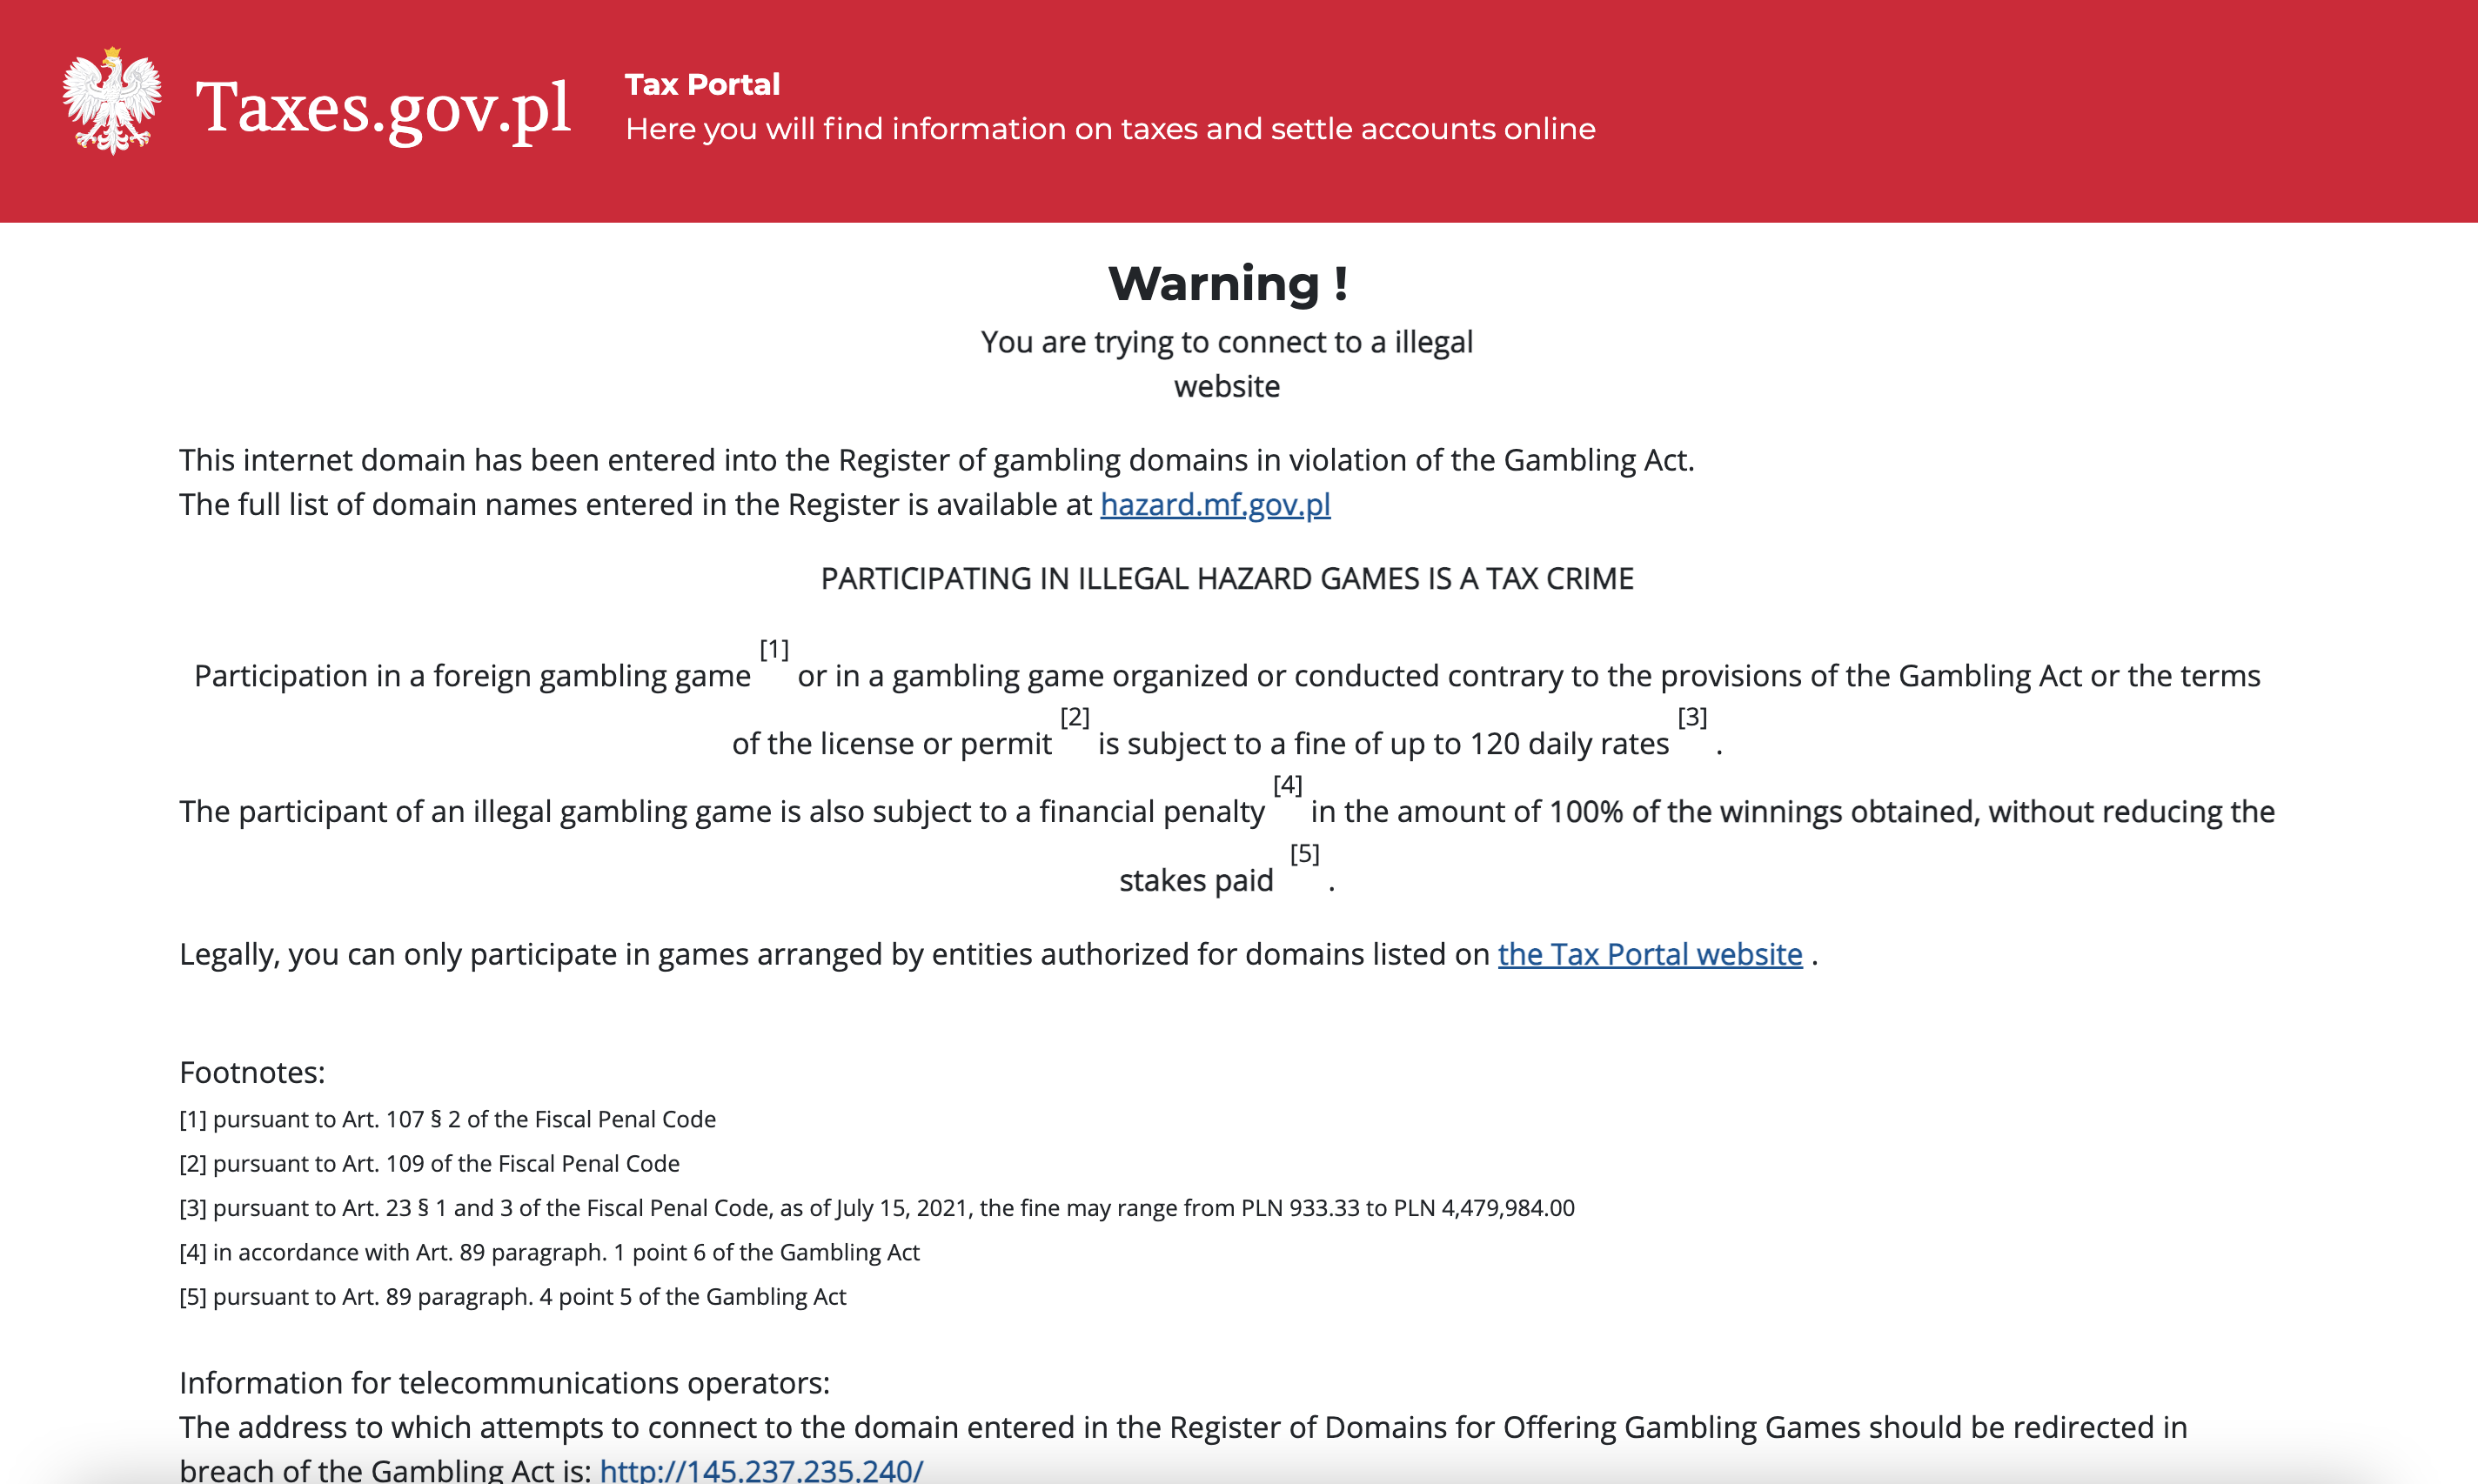 Taxes.gov.pl
Tax Portal
Here you will find information on taxes and settle accounts online
Warning !
You are trying to connect to a illegal
website
This internet domain has been entered into the Register of gambling domains in violation of the Gambling Act.
The full list of domain names entered in the Register is available at hazard.mf.gov.pl
PARTICIPATING IN ILLEGAL HAZARD GAMES IS A TAX CRIME
Participation in a foreign gambling game [1] or in a gambling game organized or conducted contrary to the provisions of the Gambling Act or the terms
of the license or permit [2] is subject to a fine of up to 120 daily rates [3] .
The participant of an illegal gambling game is also subject to a financial penalty [4] in the amount of 100% of the winnings obtained, without reducing the
stakes paid [5] .
Legally, you can only participate in games arranged by entities authorized for domains listed on the Tax Portal website .
Footnotes:
[1] pursuant to Art. 107 § 2 of the Fiscal Penal Code
[2] pursuant to Art. 109 of the Fiscal Penal Code
[3] pursuant to Art. 23 § 1 and 3 of the Fiscal Penal Code, as of July 15, 2021, the fine may range from PLN 933.33 to PLN 4,479,984.00
[4] in accordance with Art. 89 paragraph. 1 point 6 of the Gambling Act
[5] pursuant to Art. 89 paragraph. 4 point 5 of the Gambling Act
Information for telecommunications operators:
The address to which attempts to connect to the domain entered in the Register of Domains for Offering Gambling Games should be redirected in
breach of the Gambling Act is: http://145.237.235.240/